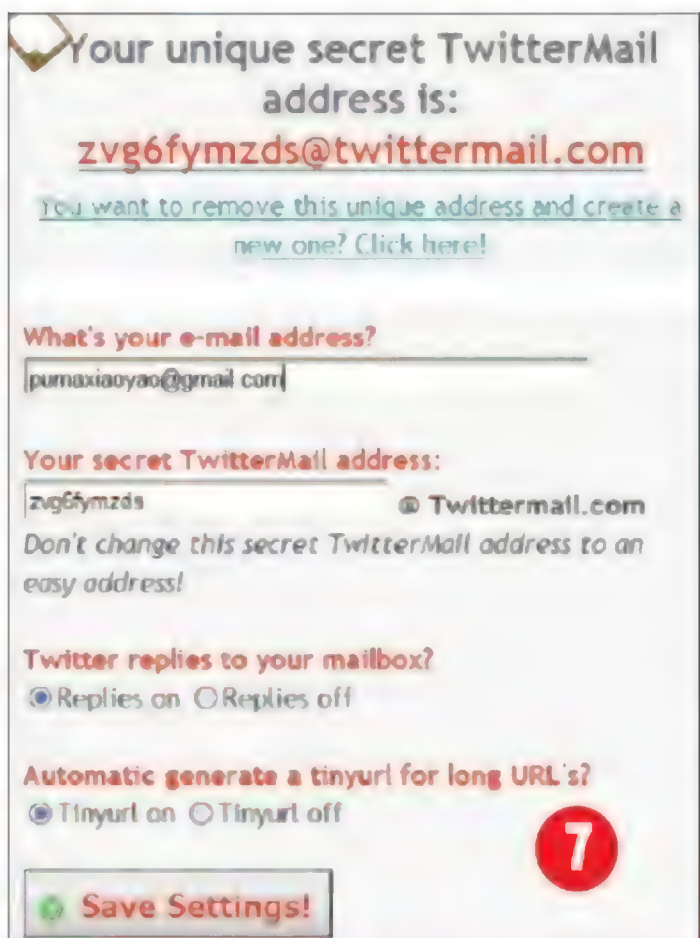 Your unique secret TwitterMail
address is:
zvg6fymzds@twittermail.com
You want to remove this unique address and create a
new one? Click here!
What's your e-mail address?
pumaxiaoyao@gmail.com
Your secret TwitterMail address:
zvg6fymzds @ Twittermail.com
Don't change this secret TwitterMail address to an
easy address!
Twitter replies to your mailbox?
Replies on Replies off
Automatic generate a tinyurl for long URL's?
Tinyurl on Tinyurl off
7
Save Settings!